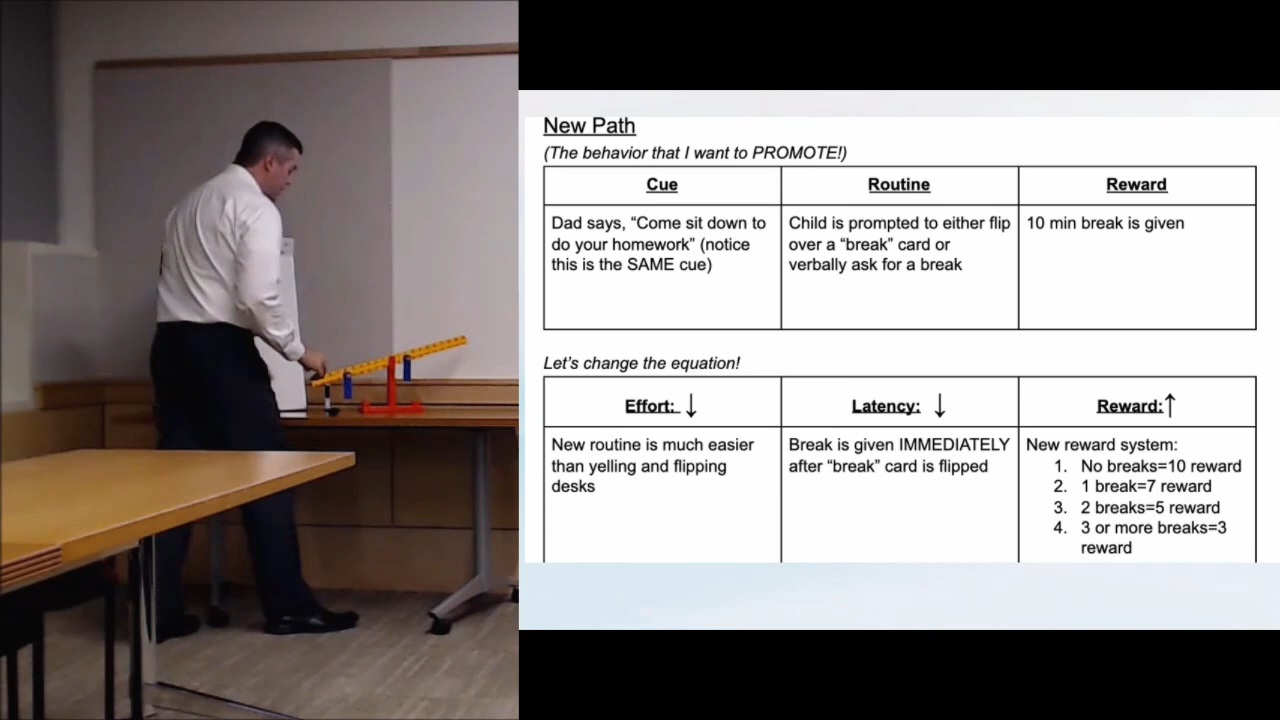 New Path
(The behavior that I want to PROMOTE!)
Cue
Routine
Reward
Dad says, “Come sit down to
do your homework” (notice
this is the SAME cue)
Child is prompted to either flip
over a “break” card or
verbally ask for a break
10 min break is given
Let’s change the equation!
Effort: ↓
Latency: ↓
Reward:↑
New routine is much easier
than yelling and flipping
desks
Break is given IMMEDIATELY
after “break” card is flipped
New reward system:
1. No breaks=10 reward
2. 1 break=7 reward
3. 2 breaks=5 reward
4. 3 or more breaks=3
reward